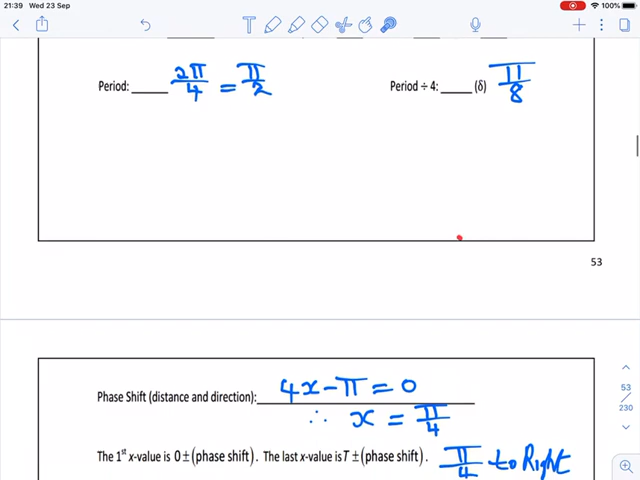 21:39 Wed 23 Sep
Period: _____ 2π/4 = π/2
Period ÷ 4: _____ (δ) π/8
53
Phase Shift (distance and direction): 4x − π = 0
∴ x = π/4
The 1st x-value is 0 ± (phase shift). The last x-value is T ± (phase shift).
π/4 to Right
53
230